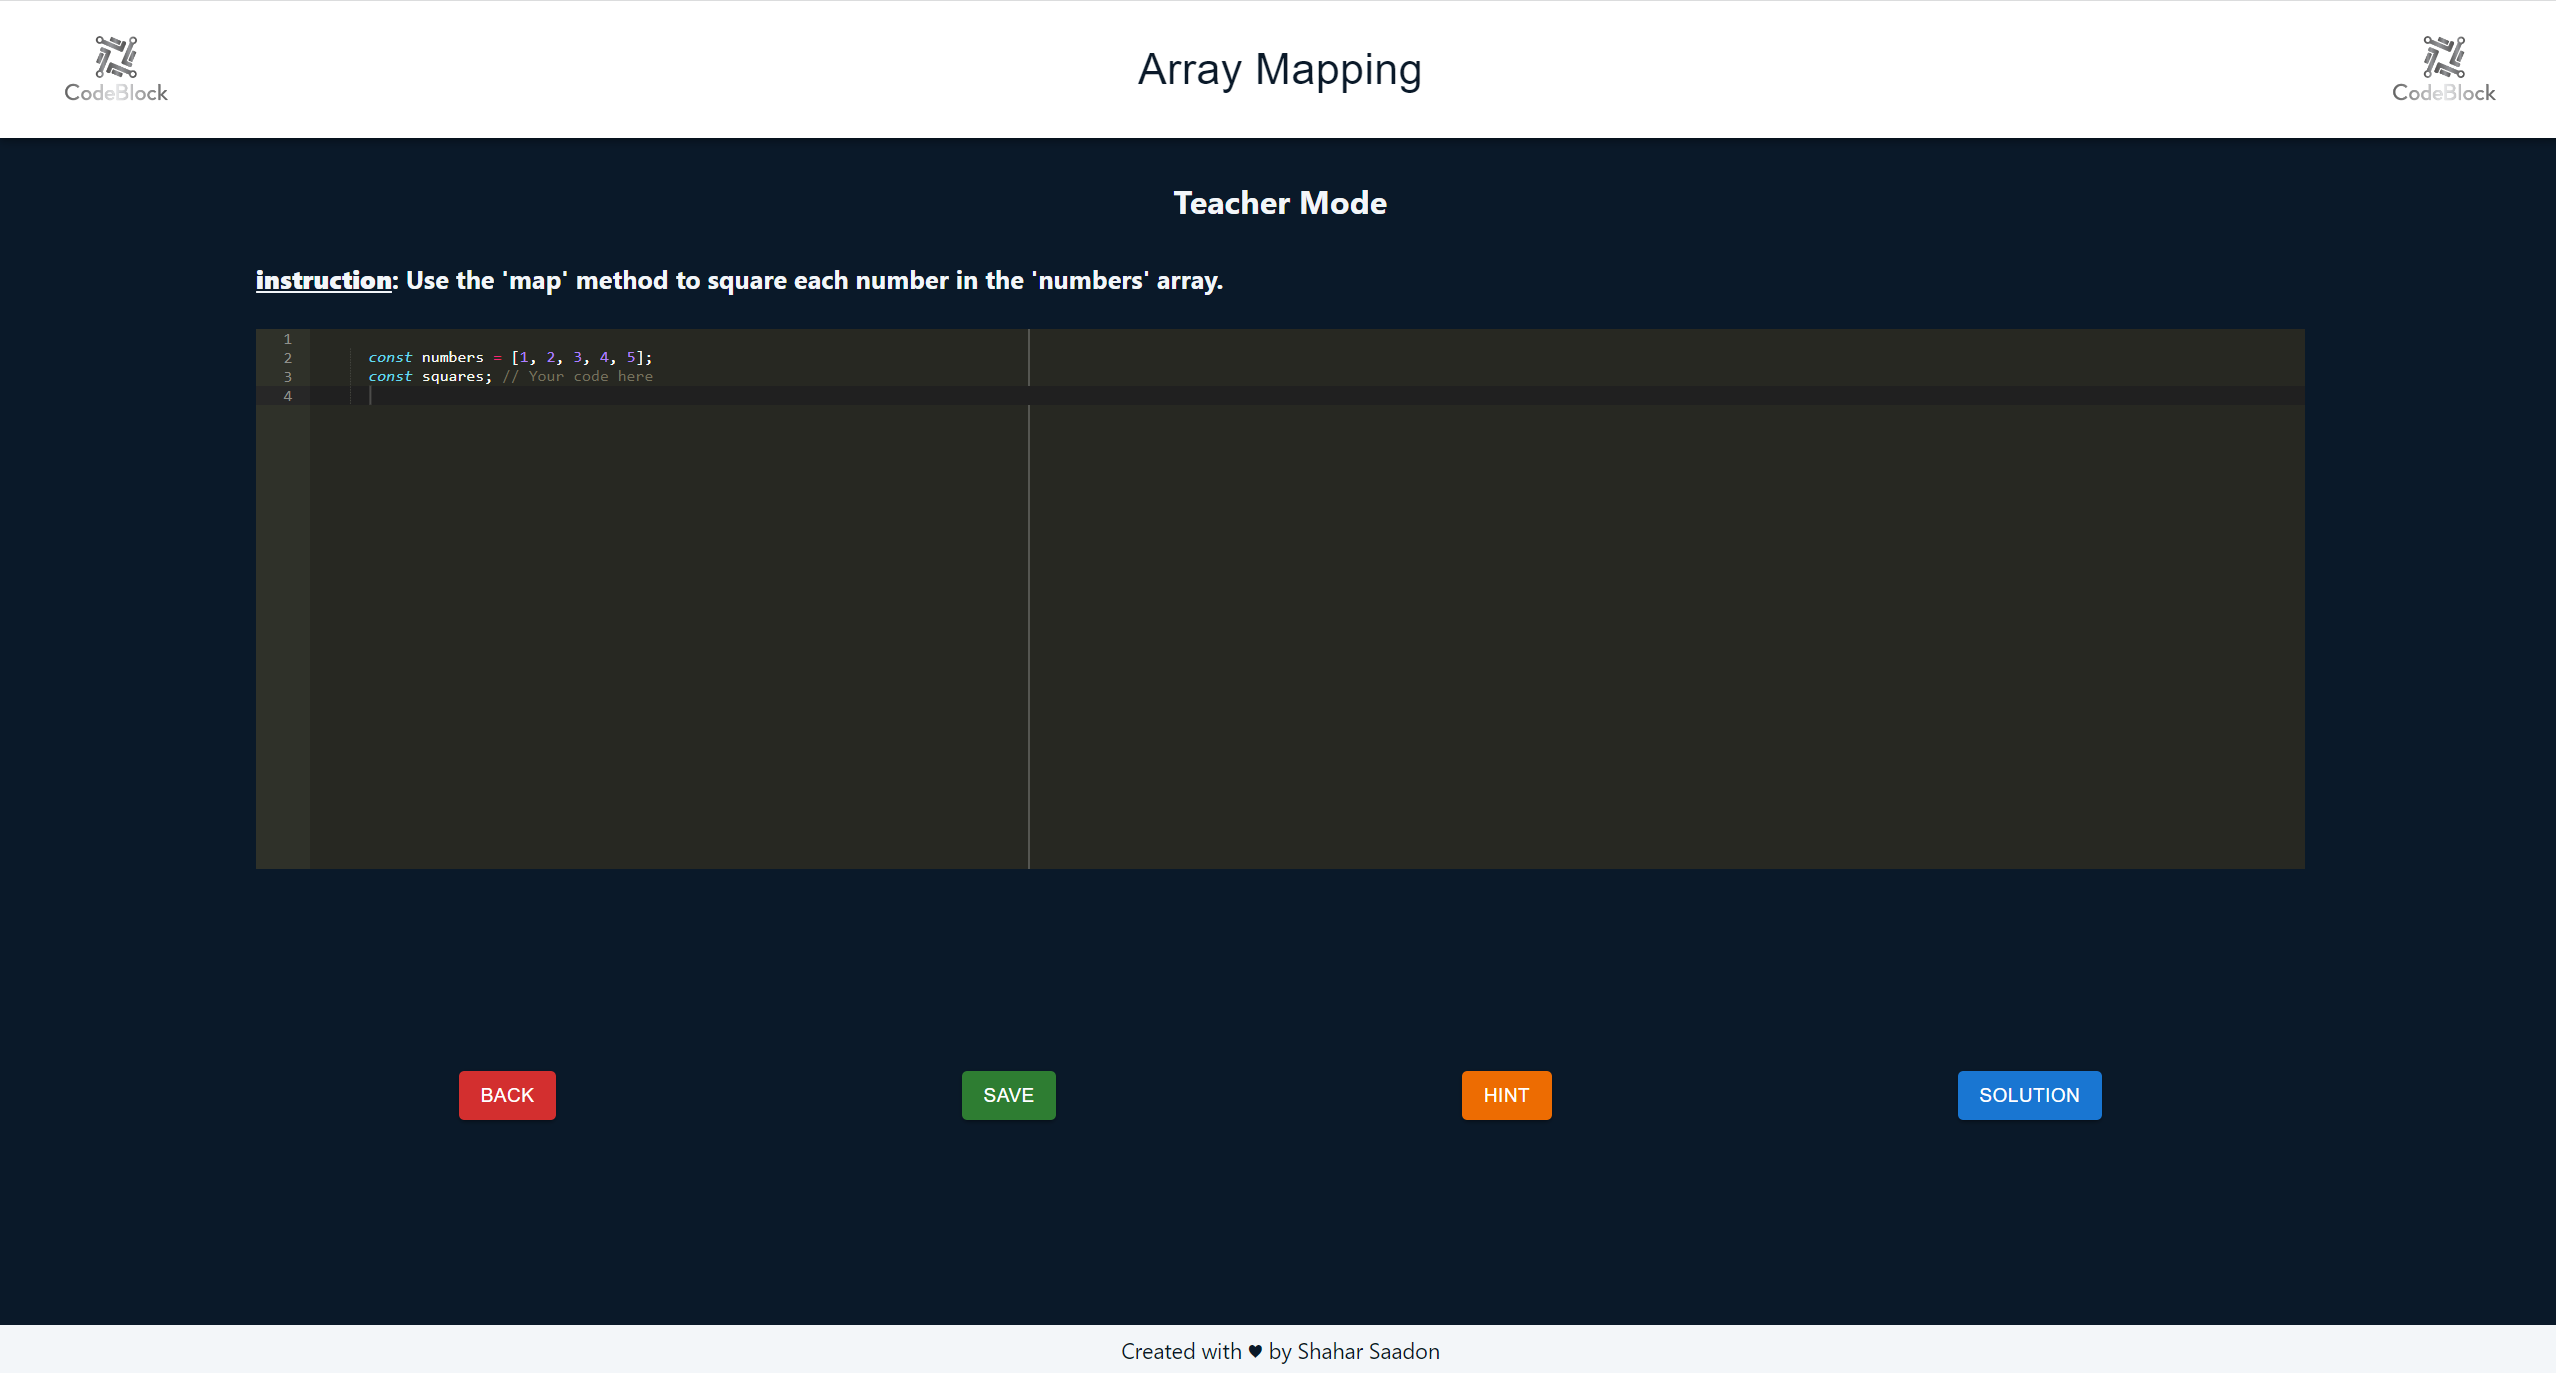 CodeBlock
Array Mapping
CodeBlock
Teacher Mode
instruction: Use the 'map' method to square each number in the 'numbers' array.
1
2 const numbers = [1, 2, 3, 4, 5];
3 const squares; // Your code here
4
BACK
SAVE
HINT
SOLUTION
Created with ♥ by Shahar Saadon